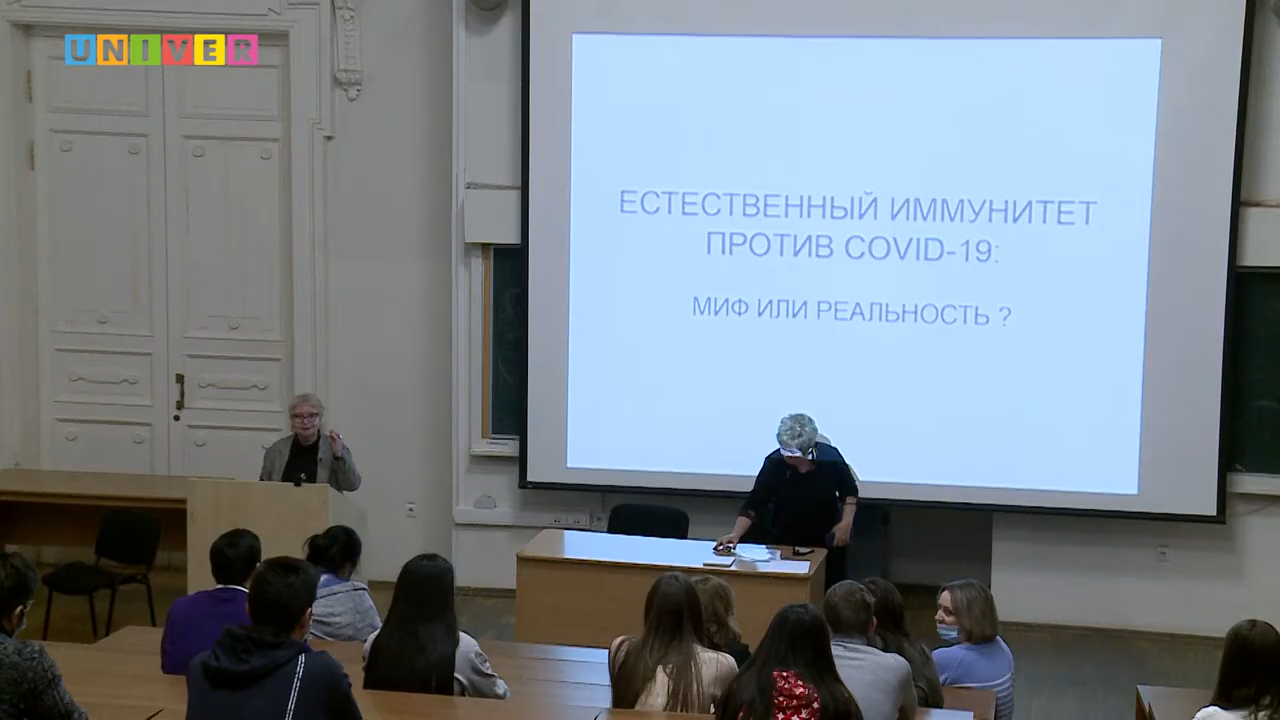 UNIVER
ЕСТЕСТВЕННЫЙ ИММУНИТЕТ
ПРОТИВ COVID-19:
МИФ ИЛИ РЕАЛЬНОСТЬ ?